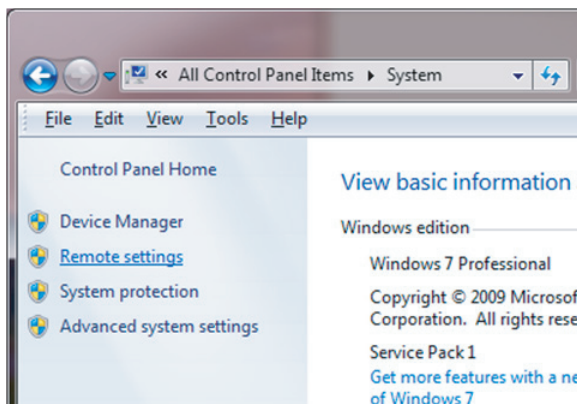 « All Control Panel Items ▸ System
File Edit View Tools Help
Control Panel Home
Device Manager
Remote settings
System protection
Advanced system settings
View basic information
Windows edition
Windows 7 Professional
Copyright © 2009
Corporation. All rights
Service Pack 1
Get more features with a
of Windows 7